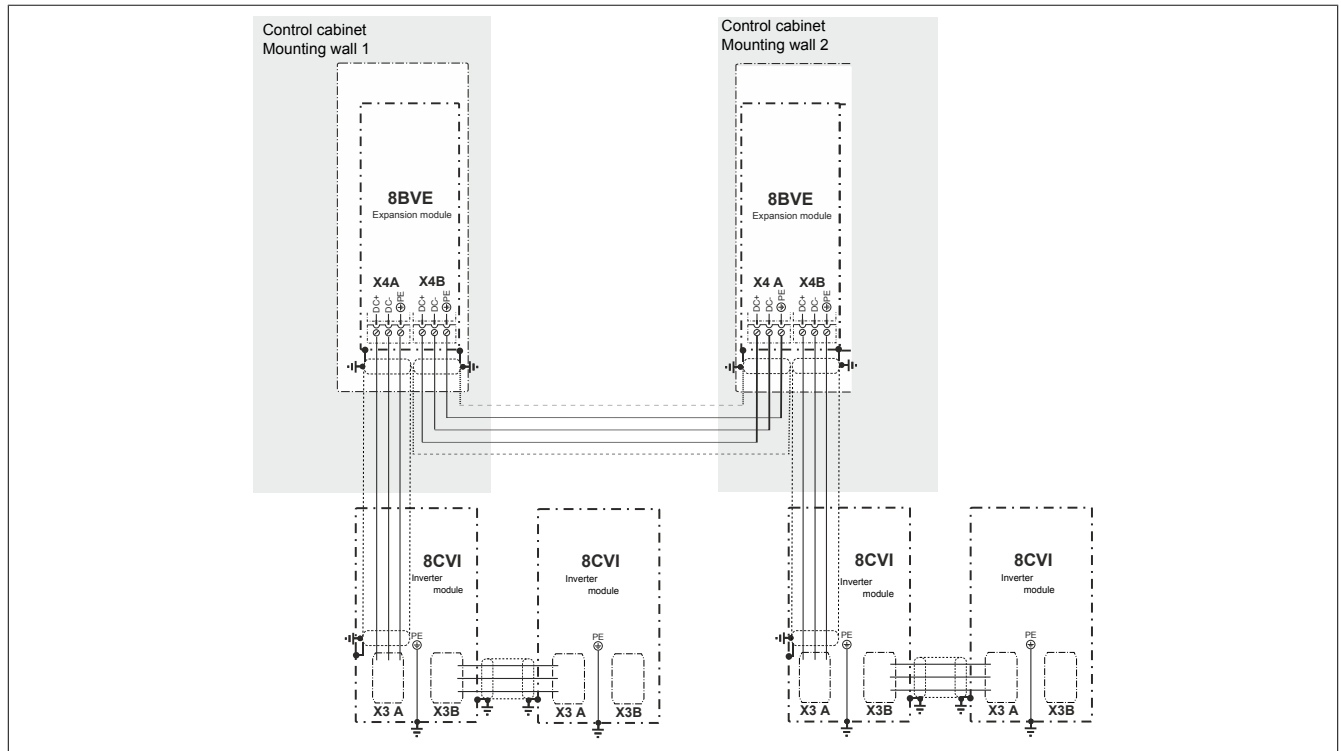 Control cabinet
Mounting wall 1
Control cabinet
Mounting wall 2
8BVE
Expansion module
8BVE
Expansion module
X4A X4B
DC+ DC- PE DC+ DC- PE
X4 A X4B
DC+ DC- PE DC+ DC- PE
8CVI
Inverter
module
8CVI
Inverter
module
8CVI
Inverter
module
8CVI
Inverter
module
PE
PE
PE
PE
X3 A X3B
X3 A X3B
X3 A X3B
X3 A X3B